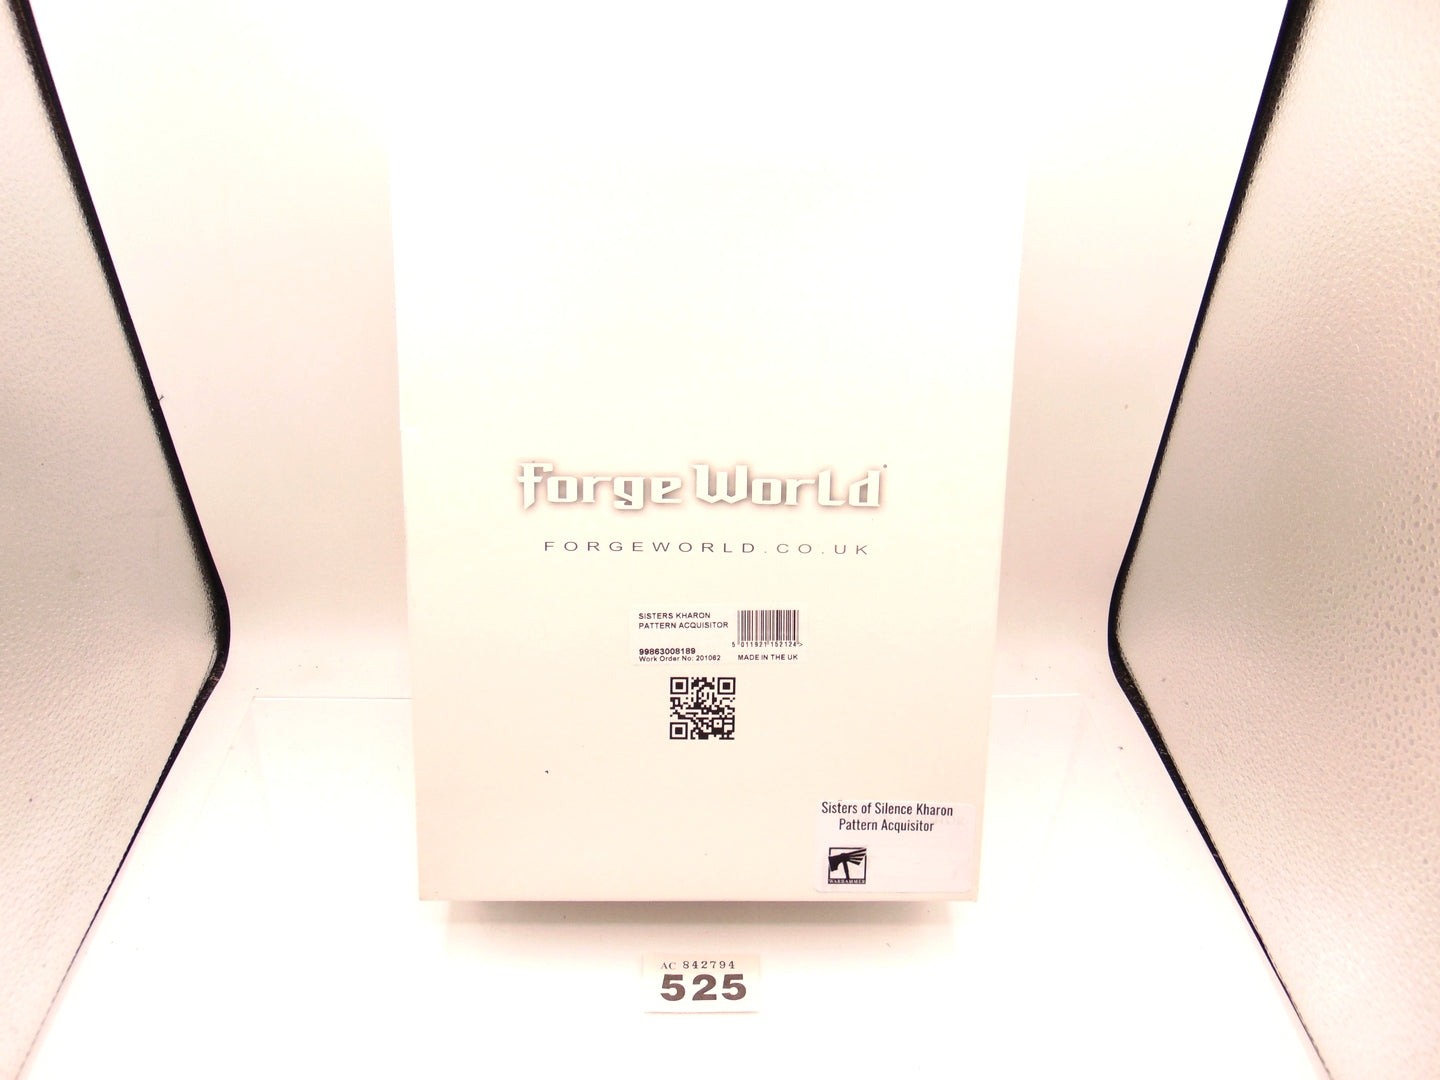 Forge World
FORGEWORLD.CO.UK
SISTERS KHARON
PATTERN ACQUISITOR
99863008189
Work Order No: 201062
5 011921 152124 >
MADE IN THE UK
Sisters of Silence Kharon
Pattern Acquisitor
WARHAMMER
AC 842794
525